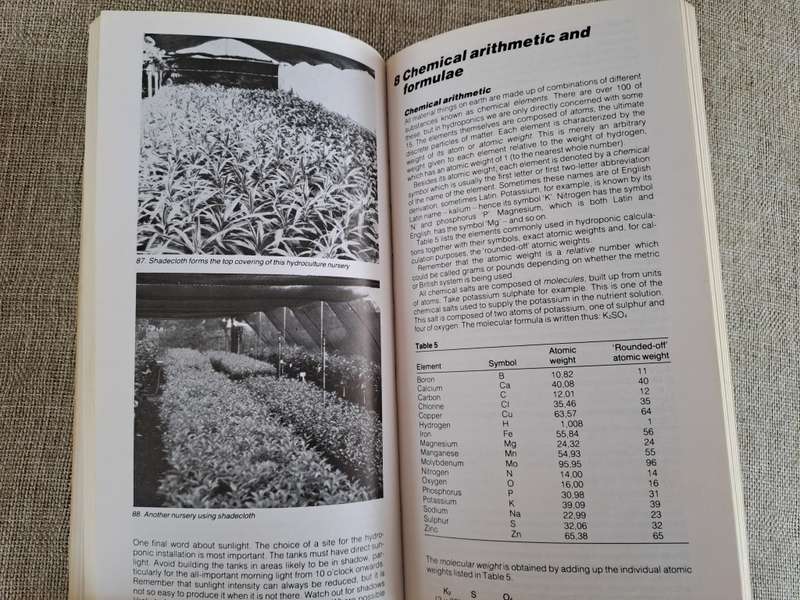 87. Shadecloth forms the top covering of this hydroculture nursery
88. Another nursery using shadecloth
One final word about sunlight. The choice of a site for the hydro-
ponic installation is most important. The tanks must have direct sun-
light. Avoid building the tanks in areas likely to be in shadow, par-
ticularly for the all-important morning light from 10 o'clock onwards.
Remember that sunlight intensity can always be reduced, but it is
not so easy to produce it when it is not there. Watch out for shadows
are possible
8 Chemical arithmetic and
formulae
Chemical arithmetic
All material things on earth are made up of combinations of different
substances known as chemical elements. There are over 100 of
these, but in hydroponics we are only directly concerned with some
15. The elements themselves are composed of atoms, the ultimate
discrete particles of matter. Each element is characterized by the
weight of its atom or atomic weight. This is merely an arbitrary
weight given to each element relative to the weight of hydrogen,
which has an atomic weight of 1 (to the nearest whole number).
Besides its atomic weight, each element is denoted by a chemical
symbol which is usually the first letter or first two-letter abbreviation
of the name of the element. Sometimes these names are of English
derivation, sometimes Latin. Potassium, for example, is known by its
Latin name – kalium – hence its symbol 'K'. Nitrogen has the symbol
'N' and phosphorus 'P'. Magnesium, which is both Latin and
English, has the symbol 'Mg' – and so on.
Table 5 lists the elements commonly used in hydroponic calcula-
tions together with their symbols, exact atomic weights and, for cal-
culation purposes, the 'rounded-off' atomic weights.
Remember that the atomic weight is a relative number which
could be called grams or pounds depending on whether the metric
or British system is being used.
All chemical salts are composed of molecules, built up from units
of atoms. Take potassium sulphate for example. This is one of the
chemical salts used to supply the potassium in the nutrient solution.
This salt is composed of two atoms of potassium, one of sulphur and
four of oxygen. The molecular formula is written thus: K₂SO₄
Table 5
Element Symbol Atomic weight 'Rounded-off' atomic weight
Boron B 10,82 11
Calcium Ca 40,08 40
Carbon C 12,01 12
Chlorine Cl 35,46 35
Copper Cu 63,57 64
Hydrogen H 1,008 1
Iron Fe 55,84 56
Magnesium Mg 24,32 24
Manganese Mn 54,93 55
Molybdenum Mo 95,95 96
Nitrogen N 14,00 14
Oxygen O 16,00 16
Phosphorus P 30,98 31
Potassium K 39,09 39
Sodium Na 22,99 23
Sulphur S 32,06 32
Zinc Zn 65,38 65
The molecular weight is obtained by adding up the individual atomic
weights listed in Table 5.
K₂ S O₄